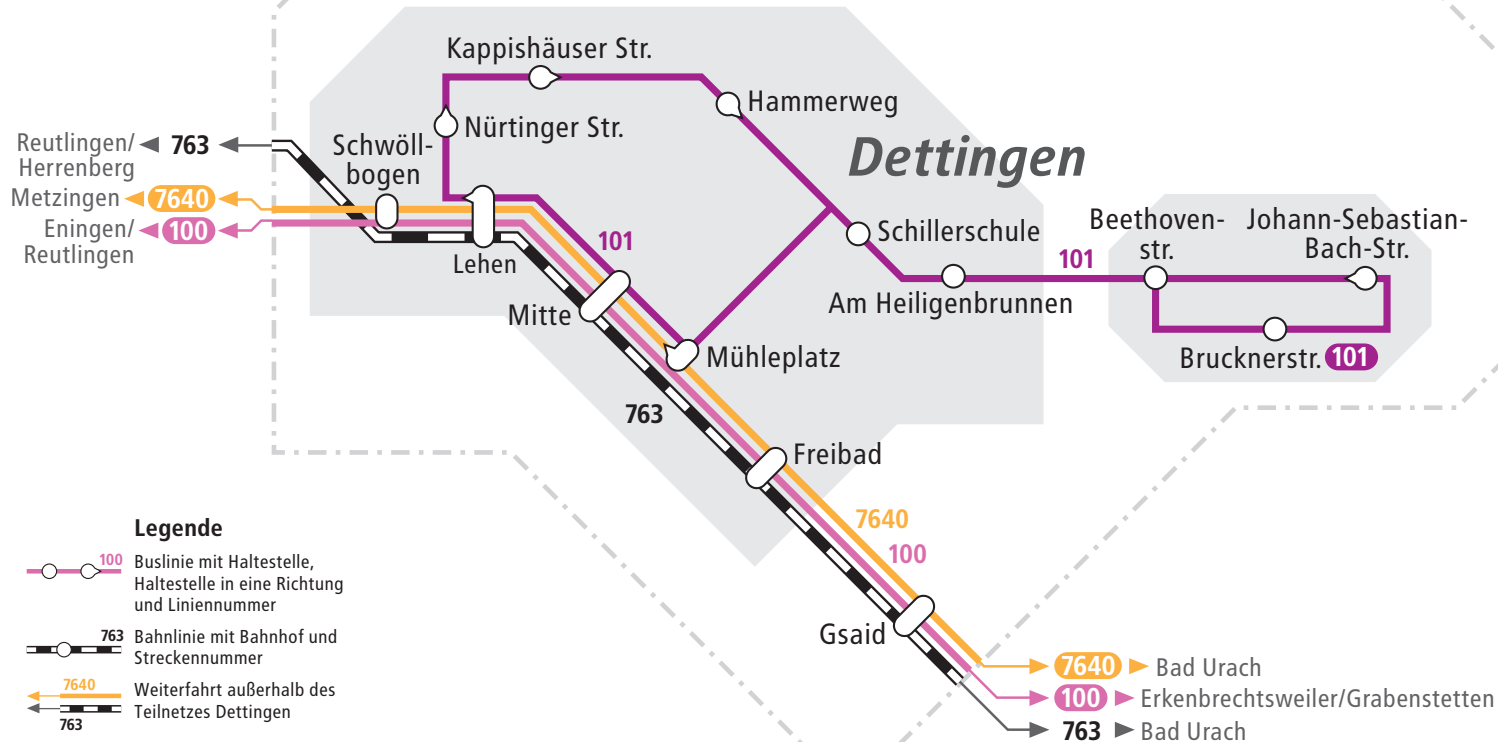 Kappishäuser Str.
Hammerweg
Nürtinger Str.
Dettingen
Reutlingen/
Herrenberg
763
Schwöll-
bogen
Metzingen
7640
Eningen/
Reutlingen
100
Lehen
101
Schillerschule
Beethoven-
str.
Johann-Sebastian-
Bach-Str.
101
Am Heiligenbrunnen
Mitte
Mühleplatz
Brucknerstr. 101
763
Freibad
7640
100
Gsaid
7640 Bad Urach
100 Erkenbrechtsweiler/Grabenstetten
763 Bad Urach
Legende
100
Buslinie mit Haltestelle,
Haltestelle in eine Richtung
und Liniennummer
763
Bahnlinie mit Bahnhof und
Streckennummer
7640
763
Weiterfahrt außerhalb des
Teilnetzes Dettingen